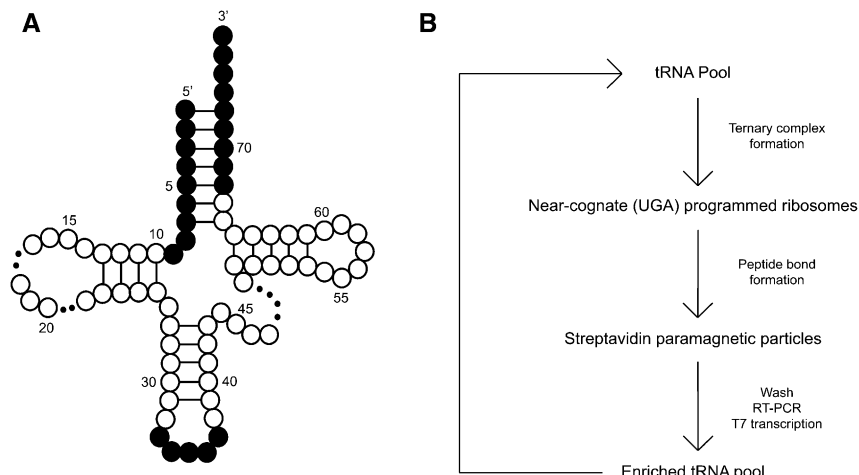 A
B
3'
5'
70
5
10
15
20
60
55
45
30
40
tRNA Pool
Ternary complex
formation
Near-cognate (UGA) programmed ribosomes
Peptide bond
formation
Streptavidin paramagnetic particles
Wash
RT-PCR
T7 transcription
Enriched tRNA pool